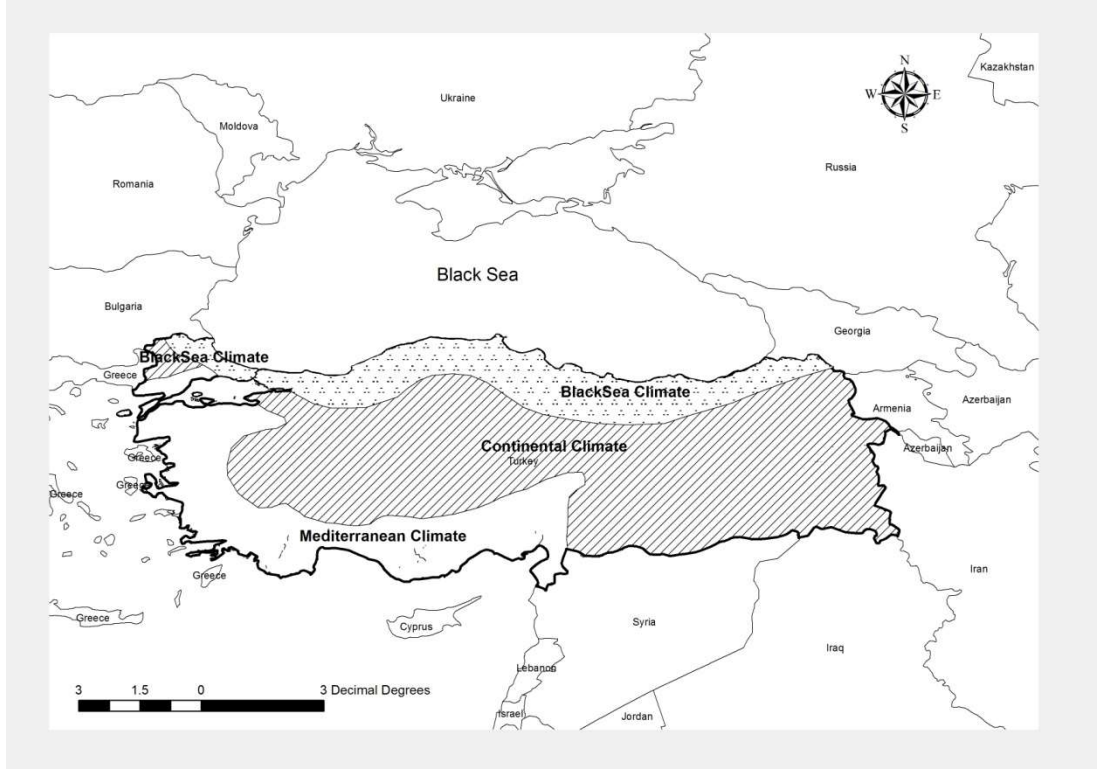 N
Kazakhstan
W E
Ukraine
S
Moldova
Russia
Romania
Black Sea
Bulgaria
Georgia
BlackSea Climate
Greece
BlackSea Climate
Azerbaijan
Armenia
Continental Climate
Azerbaijan
Greece
Turkey
Greece
Greece
Mediterranean Climate
Iran
Greece
Greece
Syria
Cyprus
Iraq
Lebanon
3 1.5 0 3 Decimal Degrees
Israel
Jordan